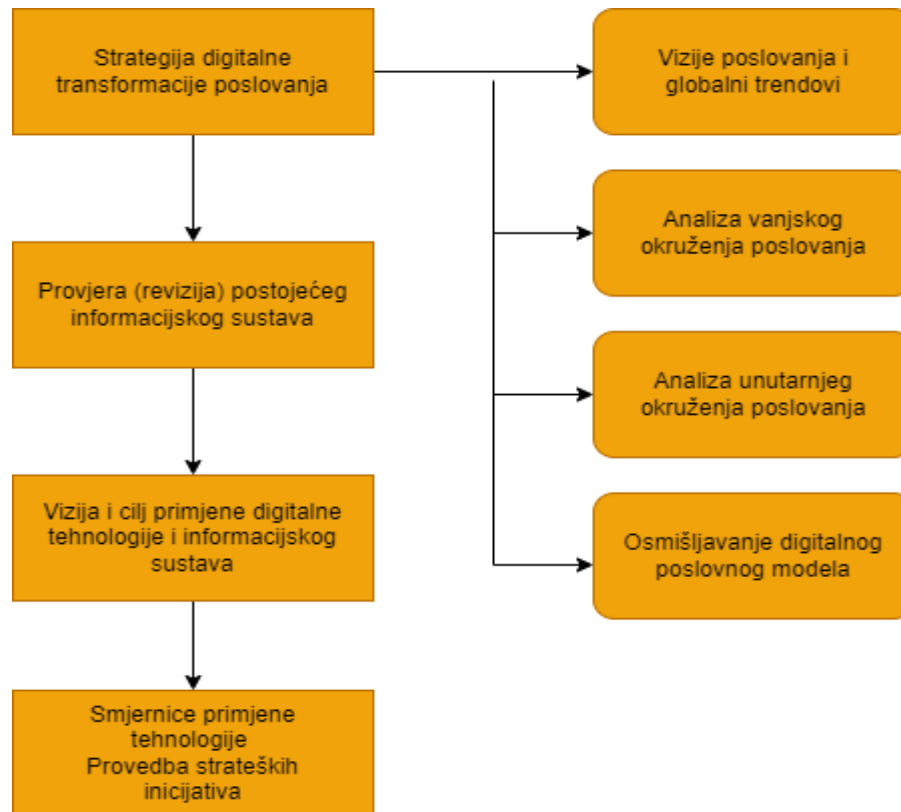 Strategija digitalne
transformacije poslovanja
Vizije poslovanja i
globalni trendovi
Analiza vanjskog
okruženja poslovanja
Provjera (revizija) postojećeg
informacijskog sustava
Analiza unutarnjeg
okruženja poslovanja
Vizija i cilj primjene digitalne
tehnologije i informacijskog
sustava
Osmišljavanje digitalnog
poslovnog modela
Smjernice primjene
tehnologije
Provedba strateških
inicijativa